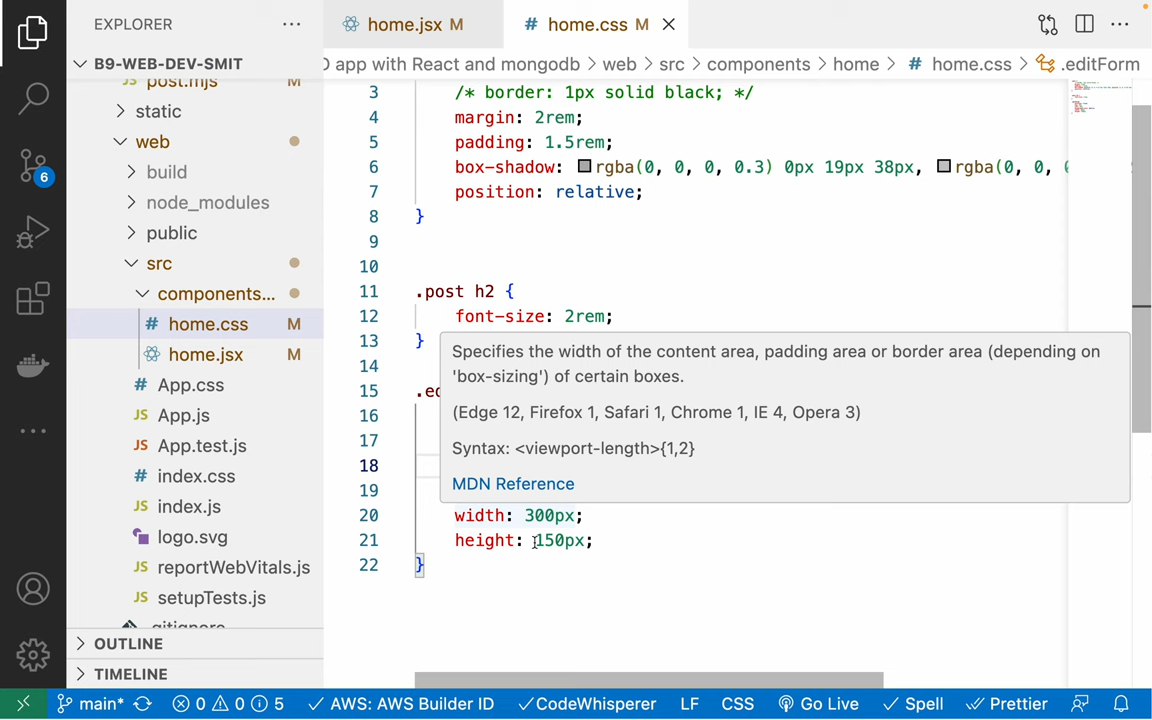 EXPLORER
home.jsx M
# home.css M
B9-WEB-DEV-SMIT
app with React and mongodb > web > src > components > home > # home.css > .editForm
post.mjs M
static
web
build
node_modules
public
src
components...
# home.css M
home.jsx M
# App.css
JS App.js
JS App.test.js
# index.css
JS index.js
logo.svg
JS reportWebVitals.js
JS setupTests.js
.gitignore
OUTLINE
TIMELINE
3 /* border: 1px solid black; */
4 margin: 2rem;
5 padding: 1.5rem;
6 box-shadow: rgba(0, 0, 0, 0.3) 0px 19px 38px, rgba(0, 0,
7 position: relative;
8 }
9
10
11 .post h2 {
12 font-size: 2rem;
13 }
14
15
16
17
18
19
20 width: 300px;
21 height: 150px;
22 }
Specifies the width of the content area, padding area or border area (depending on
'box-sizing') of certain boxes.
(Edge 12, Firefox 1, Safari 1, Chrome 1, IE 4, Opera 3)
Syntax: <viewport-length>{1,2}
MDN Reference
6
main* 0 0 5 AWS: AWS Builder ID CodeWhisperer LF CSS Go Live Spell Prettier